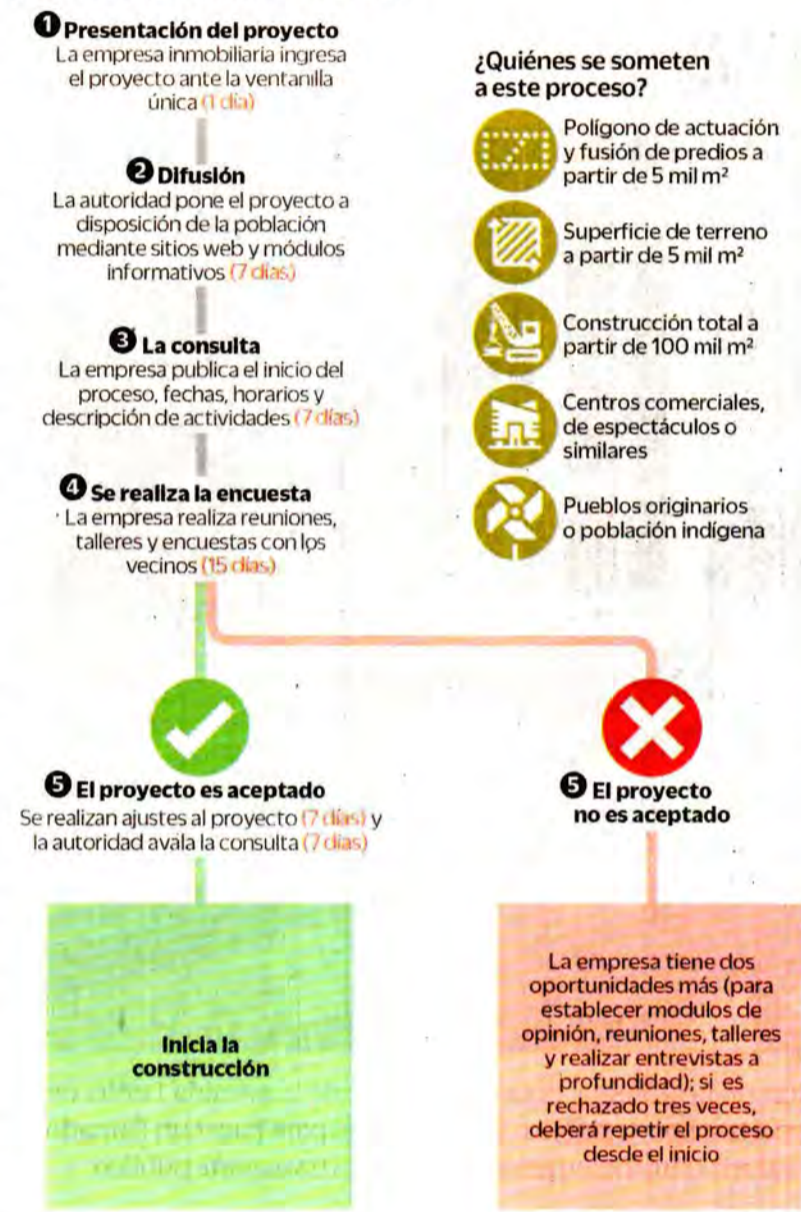 ❶ Presentación del proyecto
La empresa inmobiliaria ingresa
el proyecto ante la ventanilla
única (1 día)
❷ Difusión
La autoridad pone el proyecto a
disposición de la población
mediante sitios web y módulos
informativos (7 días)
❸ La consulta
La empresa publica el inicio del
proceso, fechas, horarios y
descripción de actividades (7 días)
❹ Se realiza la encuesta
La empresa realiza reuniones,
talleres y encuestas con los
vecinos (15 días)
¿Quiénes se someten
a este proceso?
Polígono de actuación
y fusión de predios a
partir de 5 mil m²
Superficie de terreno
a partir de 5 mil m²
Construcción total a
partir de 100 mil m²
Centros comerciales,
de espectáculos o
similares
Pueblos originarios
o población indígena
❺ El proyecto es aceptado
Se realizan ajustes al proyecto (7 días) y
la autoridad avala la consulta (7 días)
Inicia la
construcción
❺ El proyecto
no es aceptado
La empresa tiene dos
oportunidades más (para
establecer modulos de
opinión, reuniones, talleres
y realizar entrevistas a
profundidad); si es
rechazado tres veces,
deberá repetir el proceso
desde el inicio